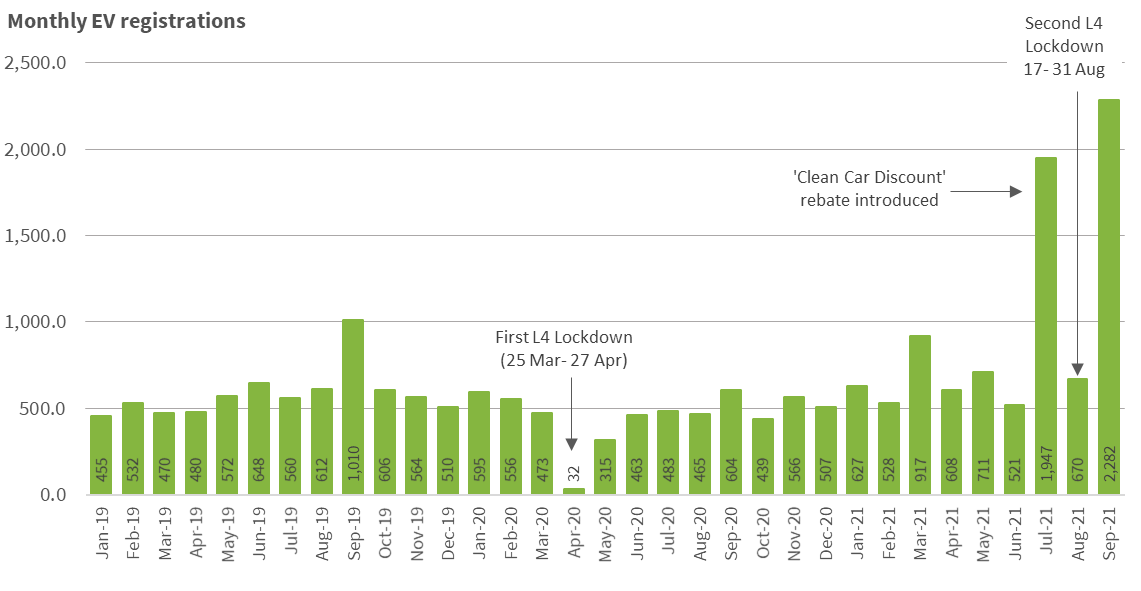 Monthly EV registrations
Second L4
Lockdown
17- 31 Aug
2,500.0
2,000.0
'Clean Car Discount'
rebate introduced
1,500.0
1,000.0
First L4 Lockdown
(25 Mar- 27 Apr)
500.0
455
532
470
480
572
648
560
612
1,010
606
564
510
595
556
473
32
315
463
483
465
604
439
566
507
627
528
917
608
711
521
1,947
670
2,282
0.0
Jan-19
Feb-19
Mar-19
Apr-19
May-19
Jun-19
Jul-19
Aug-19
Sep-19
Oct-19
Nov-19
Dec-19
Jan-20
Feb-20
Mar-20
Apr-20
May-20
Jun-20
Jul-20
Aug-20
Sep-20
Oct-20
Nov-20
Dec-20
Jan-21
Feb-21
Mar-21
Apr-21
May-21
Jun-21
Jul-21
Aug-21
Sep-21